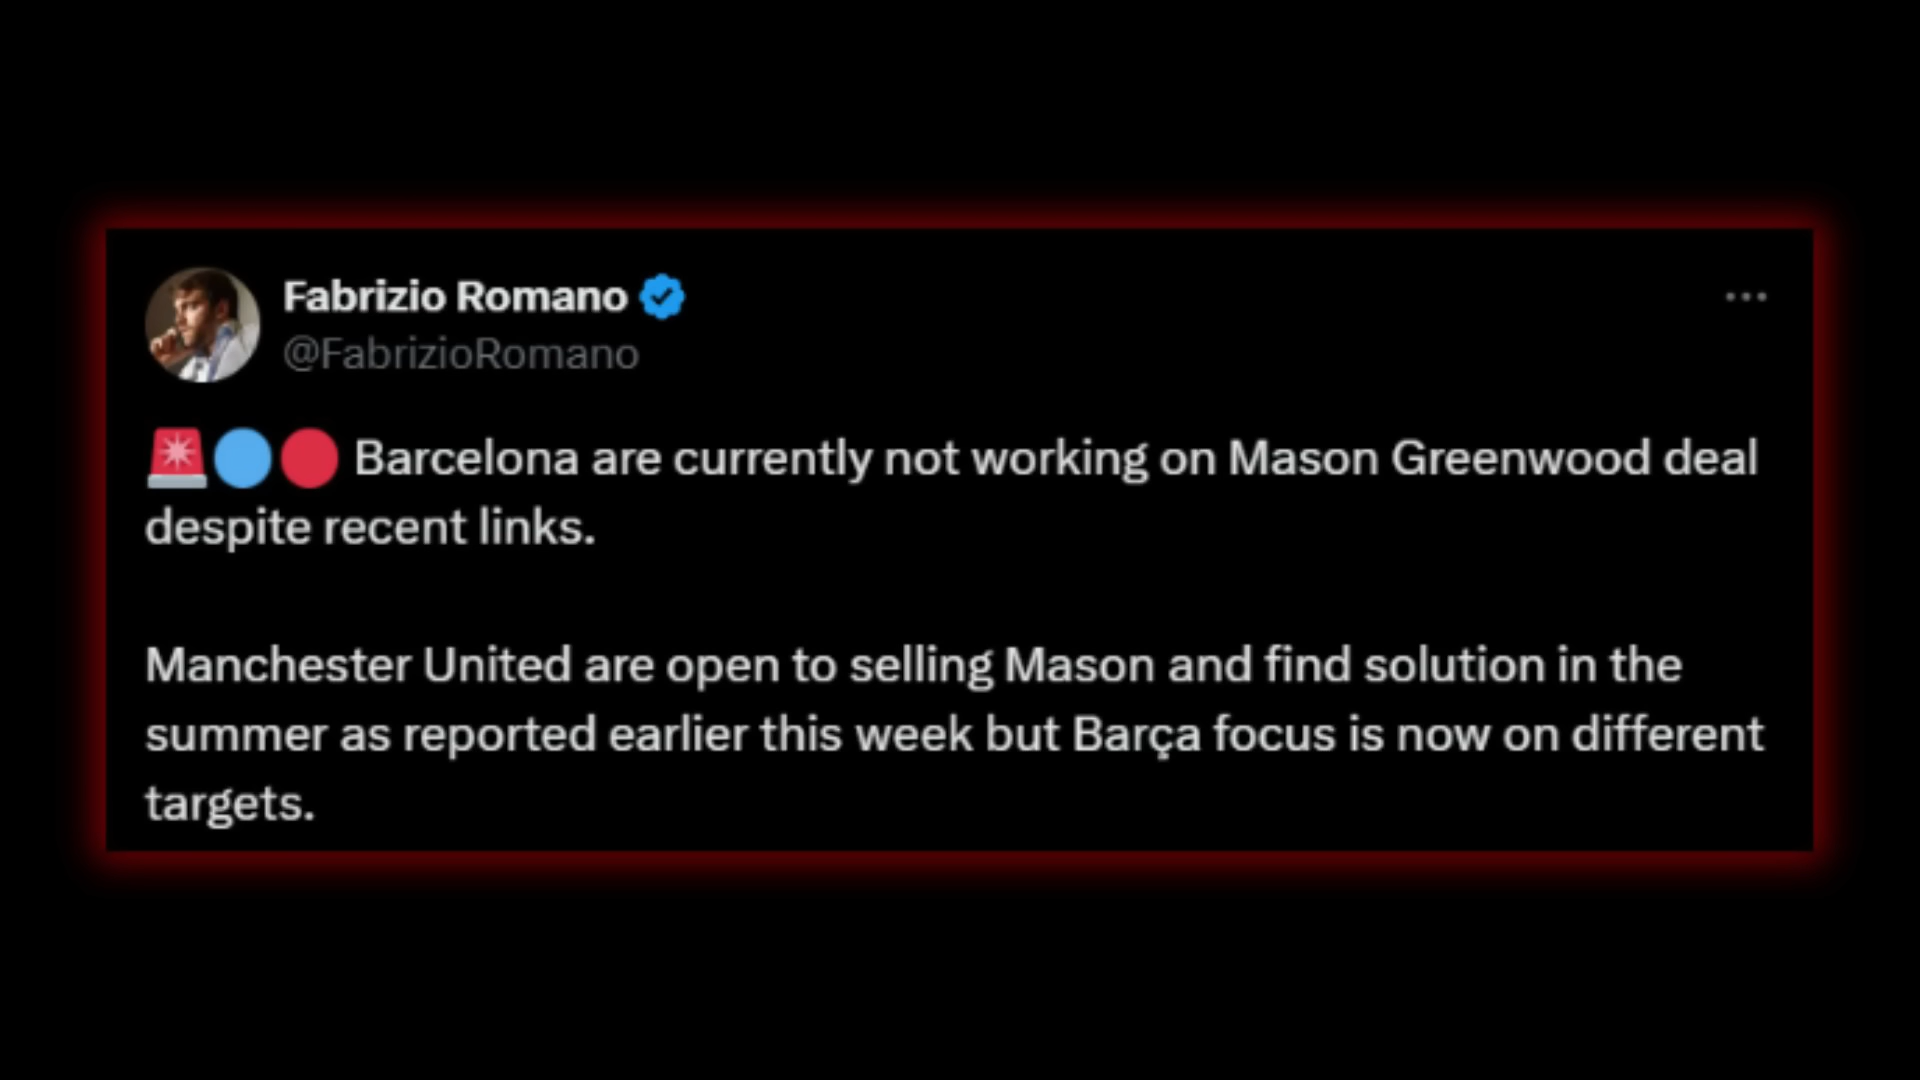 Fabrizio Romano
@FabrizioRomano
🚨🔵🔴 Barcelona are currently not working on Mason Greenwood deal
despite recent links.
Manchester United are open to selling Mason and find solution in the
summer as reported earlier this week but Barça focus is now on different
targets.